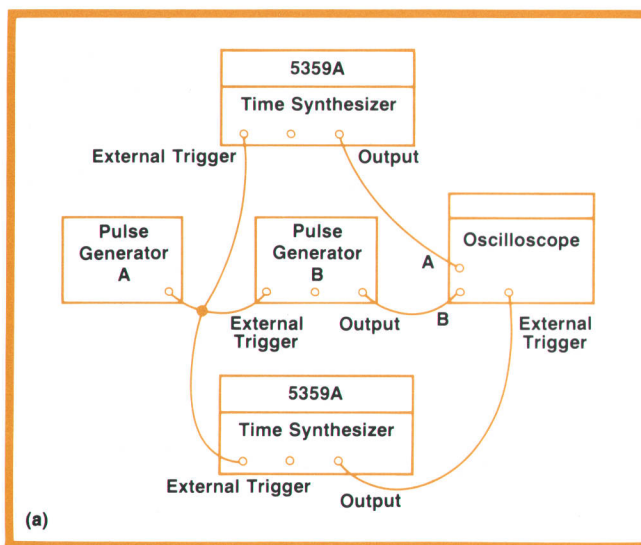 5359A
Time Synthesizer
External Trigger
Output
Pulse
Generator
A
Pulse
Generator
B
Oscilloscope
A
B
External
Trigger
Output
External
Trigger
5359A
Time Synthesizer
External Trigger
Output
(a)